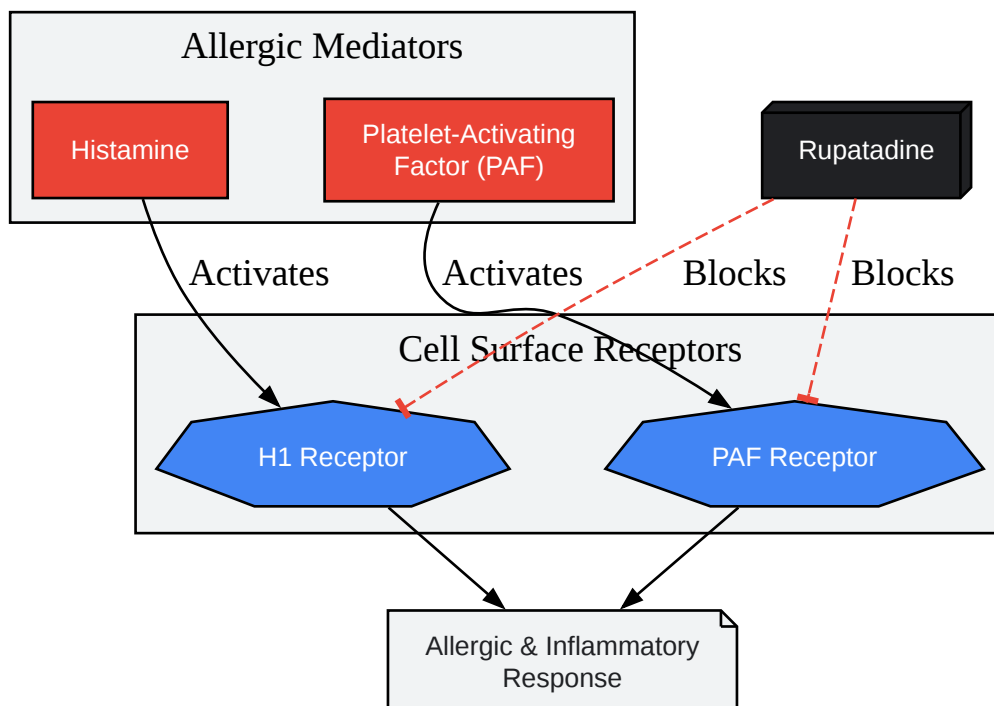 Allergic Mediators
Histamine
Platelet-Activating
Factor (PAF)
Rupatadine
Activates
Activates
Blocks
Blocks
Cell Surface Receptors
H1 Receptor
PAF Receptor
Allergic & Inflammatory
Response